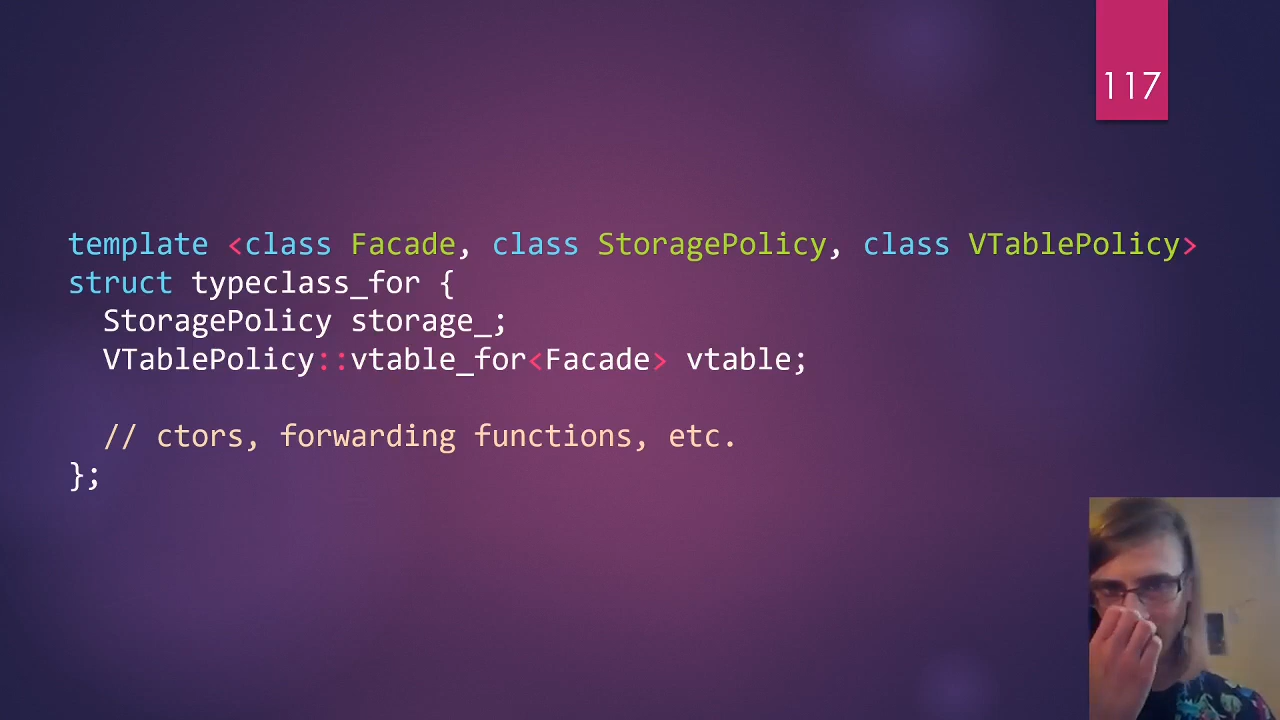 117
template <class Facade, class StoragePolicy, class VTablePolicy>
struct typeclass_for {
  StoragePolicy storage_;
  VTablePolicy::vtable_for<Facade> vtable;

  // ctors, forwarding functions, etc.
};